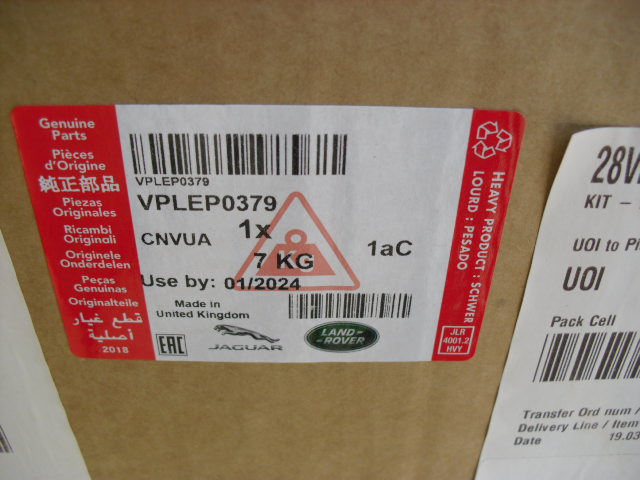 Genuine
Parts
Pièces
d'Origine
純正部品
Piezas
Originales
Ricambi
Originali
Originele
Onderdelen
Peças
Genuinas
Originalteile
قطع غيار
أصلية
2018
VPLEP0379
VPLEP0379
1x
CNVUA
1aC
7 KG
Use by: 01/2024
Made in
United Kingdom
EAC
JAGUAR
LAND-
ROVER
HEAVY PRODUCT : SCHWER
LOURD : PESADO
JLR
4001.2
HVY
KIT -
UOI to
UOI
Pack Cell
Transfer Ord num /
Delivery Line / Item
Date
19.03